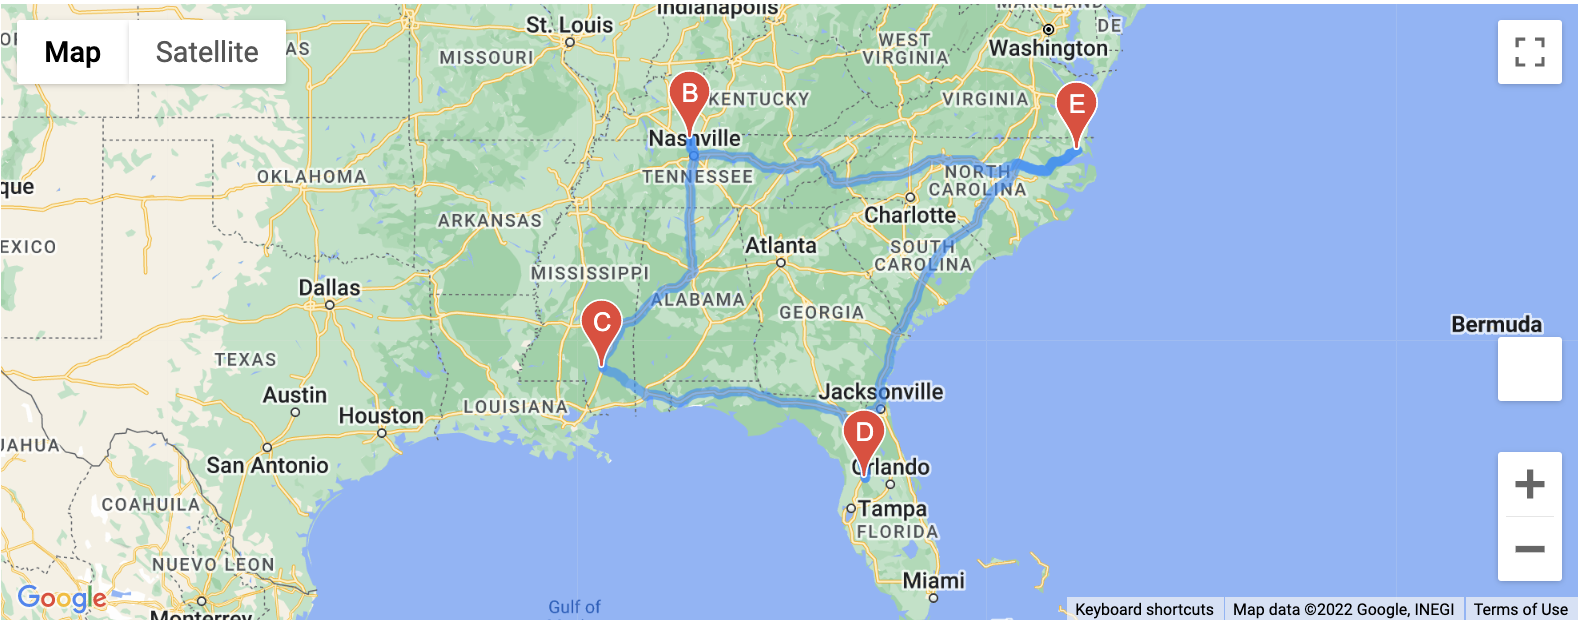 Indianapolis
MARYLAND
St. Louis
DE
WEST
VIRGINIA
Washington
Map
Satellite
AS
MISSOURI
B
KENTUCKY
VIRGINIA
E
Nashville
OKLAHOMA
TENNESSEE
NORTH
CAROLINA
que
ARKANSAS
Charlotte
EXICO
Atlanta
SOUTH
CAROLINA
MISSISSIPPI
Dallas
ALABAMA
GEORGIA
C
Bermuda
TEXAS
Austin
Houston
LOUISIANA
Jacksonville
D
UAHUA
San Antonio
Orlando
COAHUILA
Tampa
FLORIDA
NUEVO LEON
Miami
Google
Monterrey
Gulf of
Keyboard shortcuts
Map data ©2022 Google, INEGI
Terms of Use